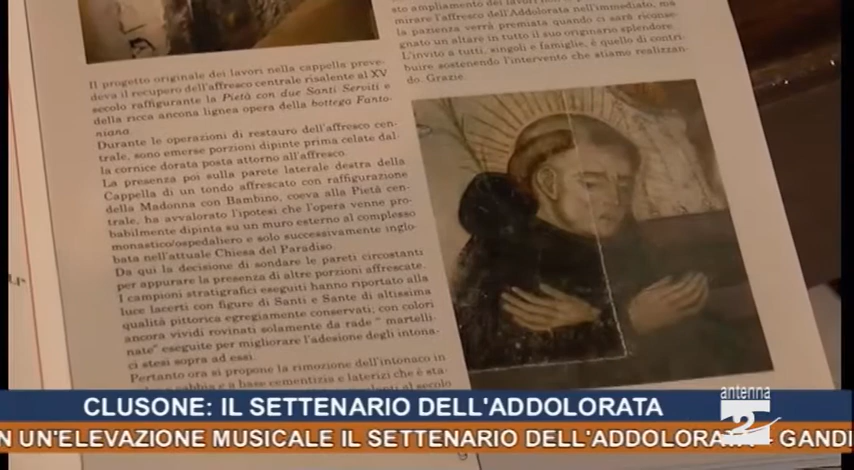 sto ampliamento dei lavori non
mirare l'affresco dell'Addolorata nell'immediato, ma
la pazienza verrà premiata quando ci sarà riconse-
gnato un altare in tutto il suo originario splendore.
L'invito a tutti, singoli e famiglie, è quello di contri-
buire sostenendo l'intervento che stiamo realizzan-
do. Grazie.
Il progetto originale dei lavori nella cappella preve-
deva il recupero dell'affresco centrale risalente al XV
secolo raffigurante la Pietà con due Santi Serviti e
della ricca ancona lignea opera della bottega Fanto-
niana.
Durante le operazioni di restauro dell'affresco cen-
trale, sono emerse porzioni dipinte prima celate dal-
la cornice dorata posta attorno all'affresco.
La presenza poi sulla parete laterale destra della
Cappella di un tondo affrescato con raffigurazione
della Madonna con Bambino, coeva alla Pietà cen-
trale, ha avvalorato l'ipotesi che l'opera venne pro-
babilmente dipinta su un muro esterno al complesso
monastico/ospedaliero e solo successivamente inglo-
bata nell'attuale Chiesa del Paradiso.
Da qui la decisione di sondare le pareti circostanti
per appurare la presenza di altre porzioni affrescate.
I campioni stratigrafici eseguiti hanno riportato alla
luce lacerti con figure di Santi e Sante di altissima
qualità pittorica egregiamente conservati, con colori
ancora vividi rovinati solamente da rade " martelli-
nate" eseguite per migliorare l'adesione degli intona-
ci stesi sopra ad essi.
Pertanto ora si propone la rimozione dell'intonaco in
sabbia e a base cementizia e laterizi che è sta-
al secolo
CLUSONE: IL SETTENARIO DELL'ADDOLORATA
antenna
2
N UN'ELEVAZIONE MUSICALE IL SETTENARIO DELL'ADDOLORATA - GANDI